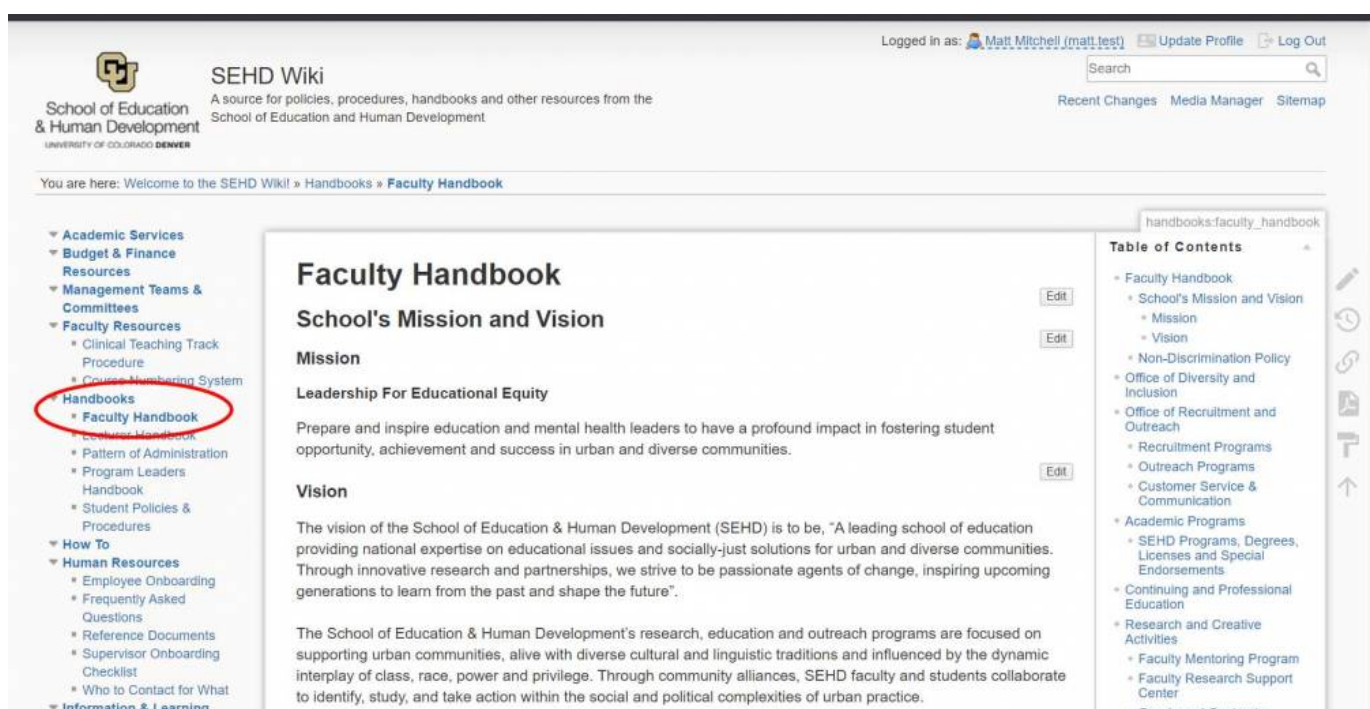 Logged in as: Matt Mitchell (matt.test) Update Profile Log Out
CU
School of Education
& Human Development
UNIVERSITY OF COLORADO DENVER
SEHD Wiki
A source for policies, procedures, handbooks and other resources from the
School of Education and Human Development
Search
Recent Changes Media Manager Sitemap
You are here: Welcome to the SEHD Wiki! » Handbooks » Faculty Handbook
Academic Services
Budget & Finance
Resources
Management Teams &
Committees
Faculty Resources
Clinical Teaching Track
Procedure
Course Numbering System
Handbooks
Faculty Handbook
Lecturer Handbook
Pattern of Administration
Program Leaders
Handbook
Student Policies &
Procedures
How To
Human Resources
Employee Onboarding
Frequently Asked
Questions
Reference Documents
Supervisor Onboarding
Checklist
Who to Contact for What
Information & Learning
Faculty Handbook
Edit
School's Mission and Vision
Edit
Mission
Leadership For Educational Equity
Prepare and inspire education and mental health leaders to have a profound impact in fostering student
opportunity, achievement and success in urban and diverse communities.
Edit
Vision
The vision of the School of Education & Human Development (SEHD) is to be, “A leading school of education
providing national expertise on educational issues and socially-just solutions for urban and diverse communities.
Through innovative research and partnerships, we strive to be passionate agents of change, inspiring upcoming
generations to learn from the past and shape the future”.
The School of Education & Human Development’s research, education and outreach programs are focused on
supporting urban communities, alive with diverse cultural and linguistic traditions and influenced by the dynamic
interplay of class, race, power and privilege. Through community alliances, SEHD faculty and students collaborate
to identify, study, and take action within the social and political complexities of urban practice.
handbooks:faculty_handbook
Table of Contents
Faculty Handbook
School's Mission and Vision
Mission
Vision
Non-Discrimination Policy
Office of Diversity and
Inclusion
Office of Recruitment and
Outreach
Recruitment Programs
Outreach Programs
Customer Service &
Communication
Academic Programs
SEHD Programs, Degrees,
Licenses and Special
Endorsements
Continuing and Professional
Education
Research and Creative
Activities
Faculty Mentoring Program
Faculty Research Support
Center